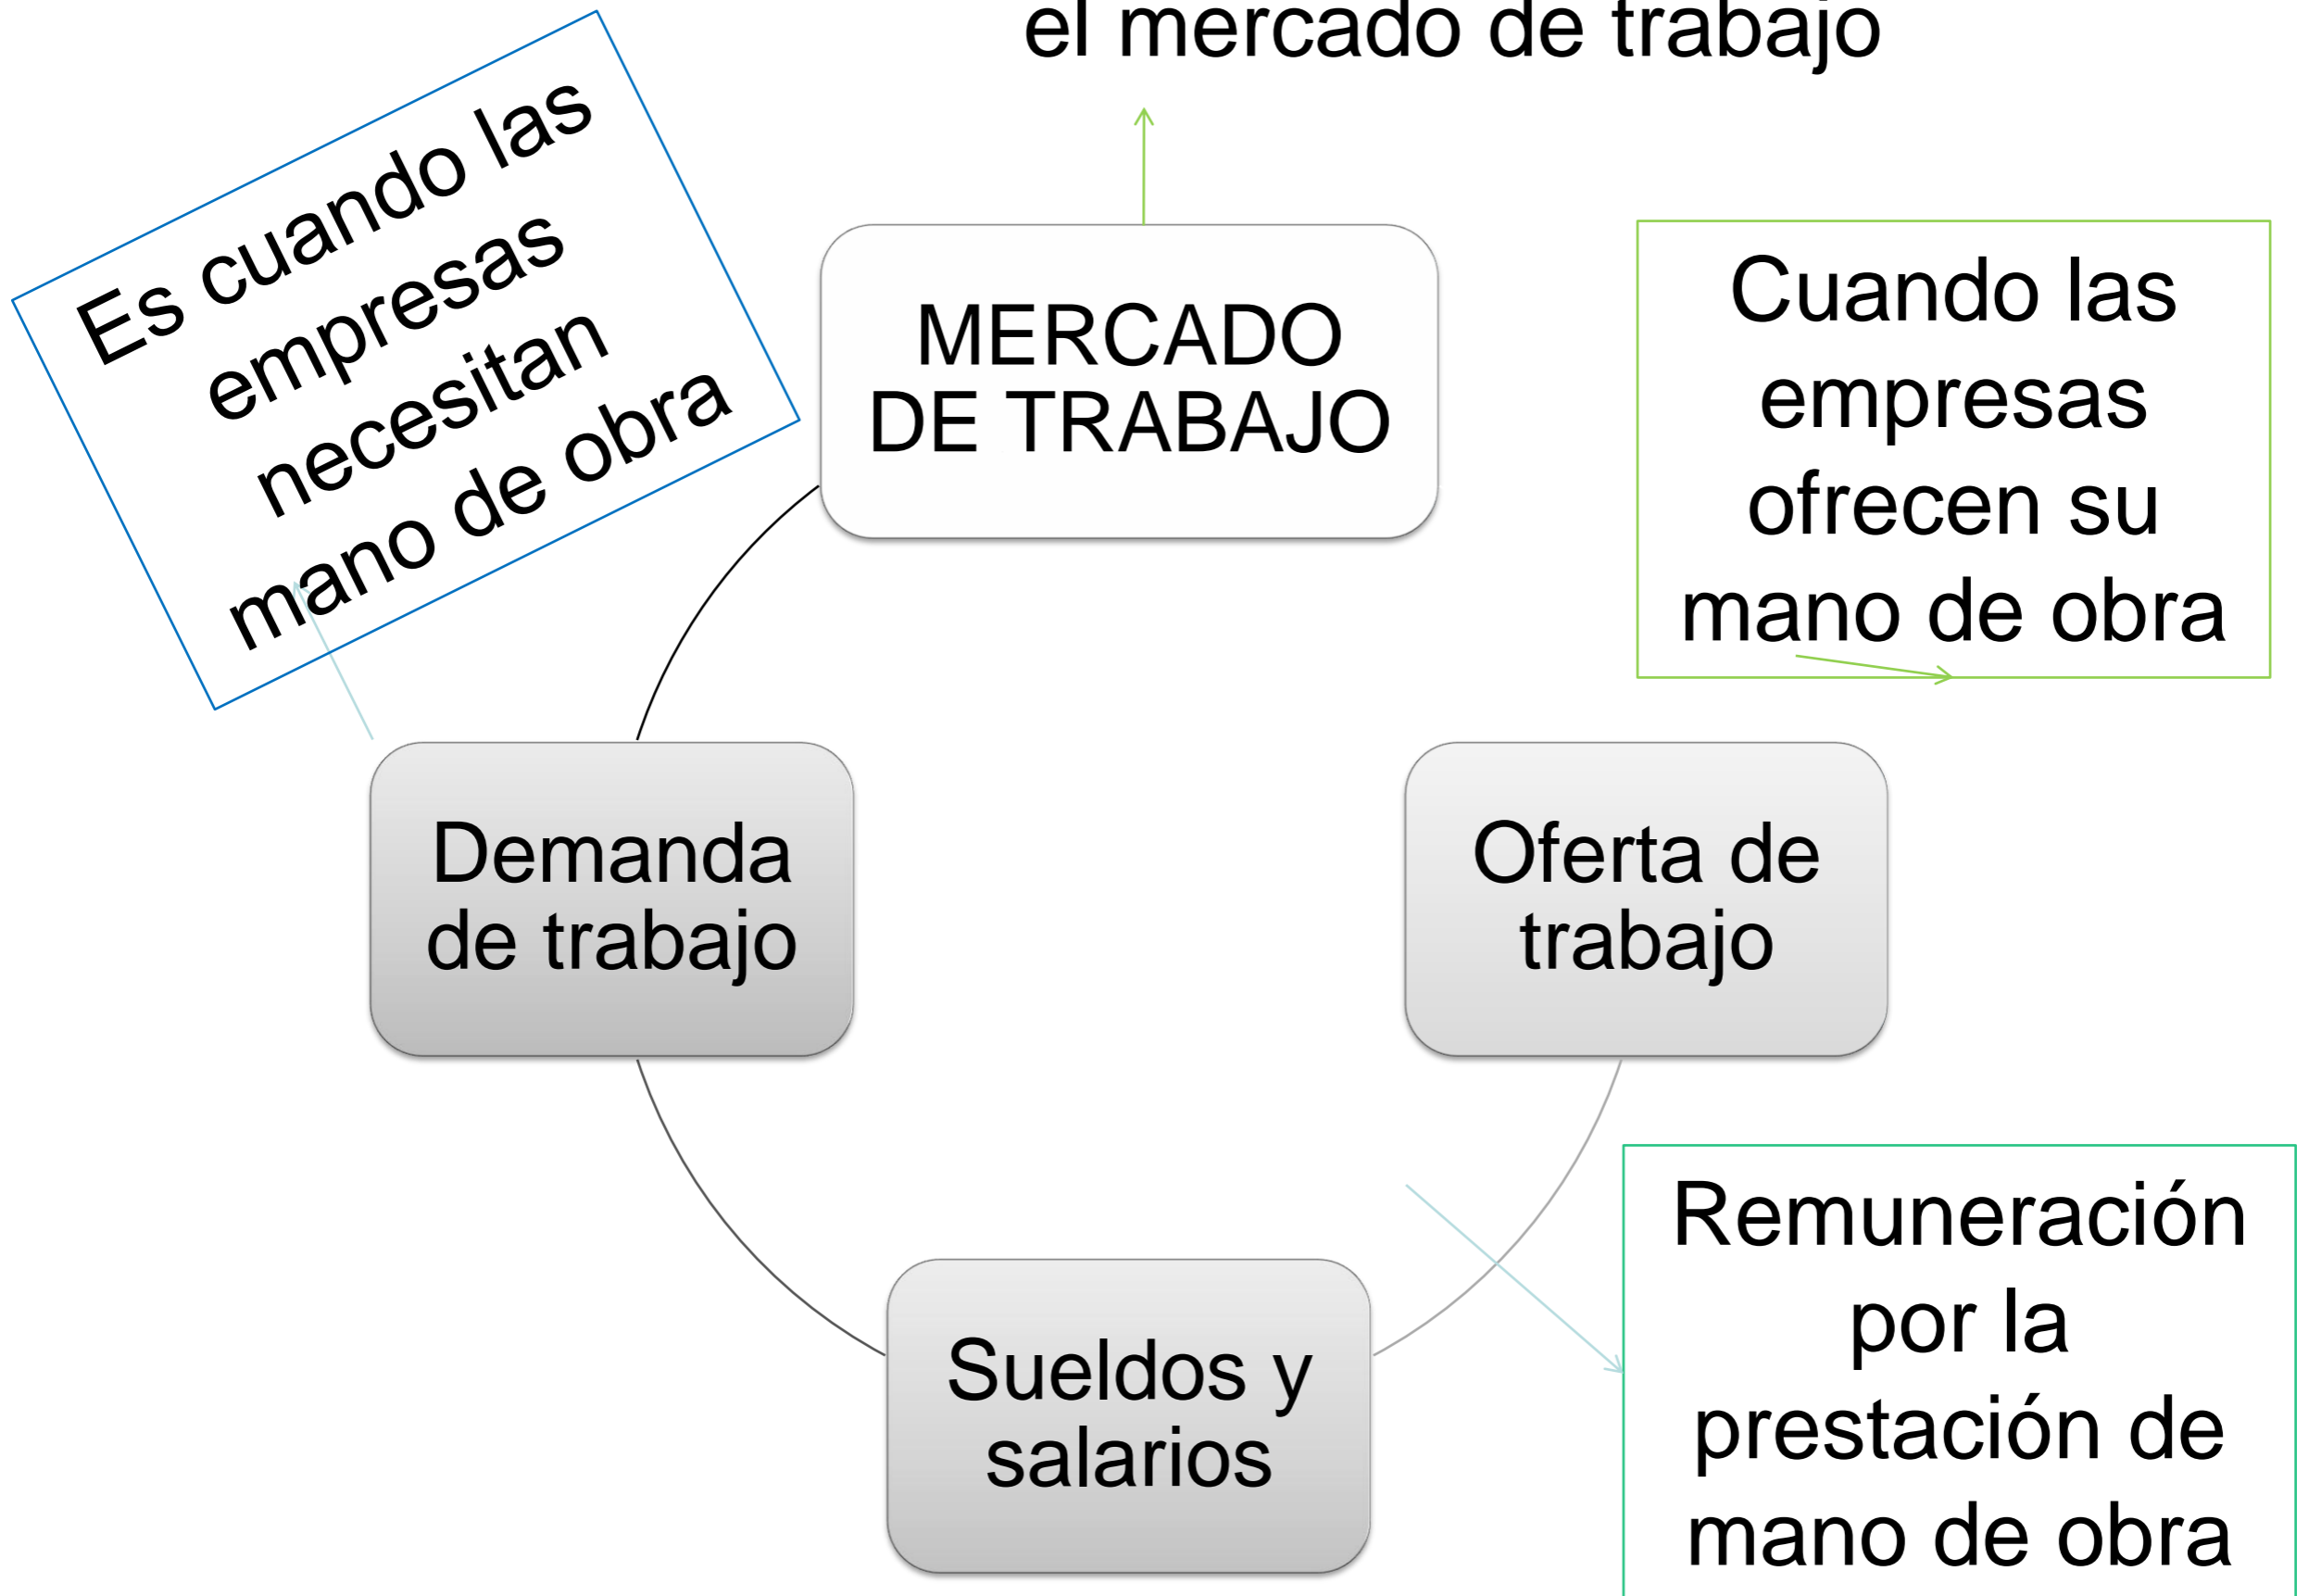 el mercado de trabajo
Es cuando las
empresas
necesitan
mano de obra
MERCADO
DE TRABAJO
Cuando las
empresas
ofrecen su
mano de obra
Demanda
de trabajo
Oferta de
trabajo
Sueldos y
salarios
Remuneración
por la
prestación de
mano de obra